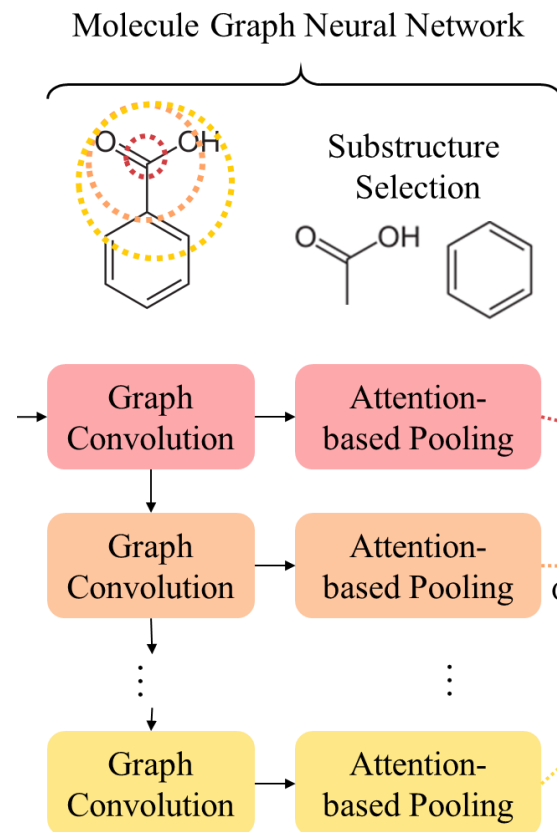 Molecule Graph Neural Network
O
OH
Substructure
Selection
O
OH
Graph
Convolution
Attention-
based Pooling
Graph
Convolution
Attention-
based Pooling
⋮
⋮
Graph
Convolution
Attention-
based Pooling